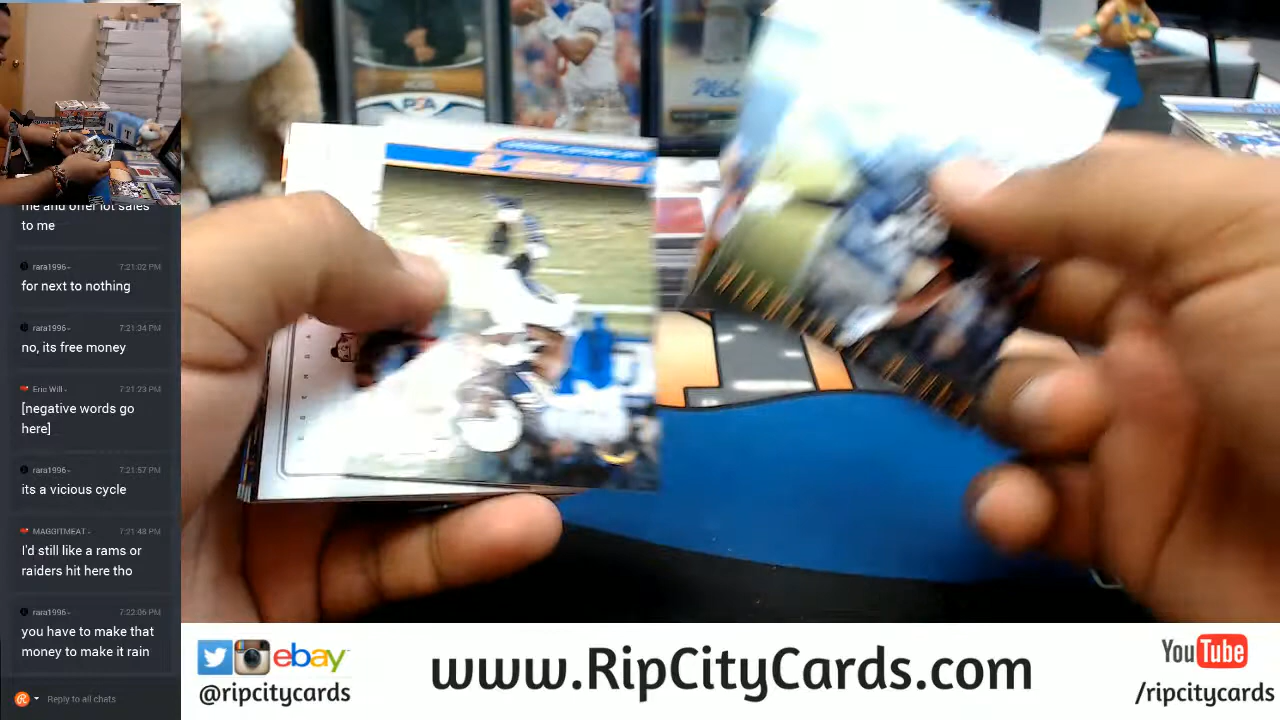 me and offer lot sales
to me
rara1996- 7:21:02 PM
for next to nothing
rara1996- 7:21:34 PM
no, its free money
Eric Will - 7:21:23 PM
[negative words go
here]
rara1996- 7:21:57 PM
its a vicious cycle
MAGGITMEAT - 7:21:48 PM
I'd still like a rams or
raiders hit here tho
rara1996- 7:22:06 PM
you have to make that
money to make it rain
Reply to all chats
PSA
ebay
@ripcitycards
www.RipCityCards.com
YouTube
/ripcitycards